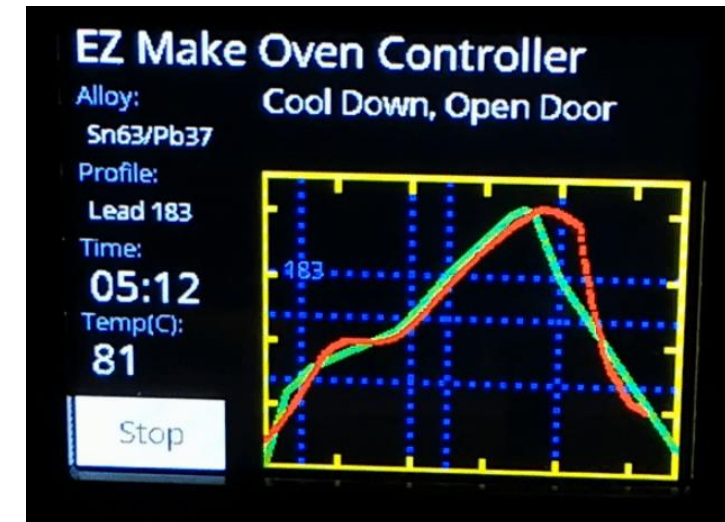 EZ Make Oven Controller
Alloy:
Cool Down, Open Door
Sn63/Pb37
Profile:
Lead 183
Time:
05:12
Temp(C):
81
Stop
183